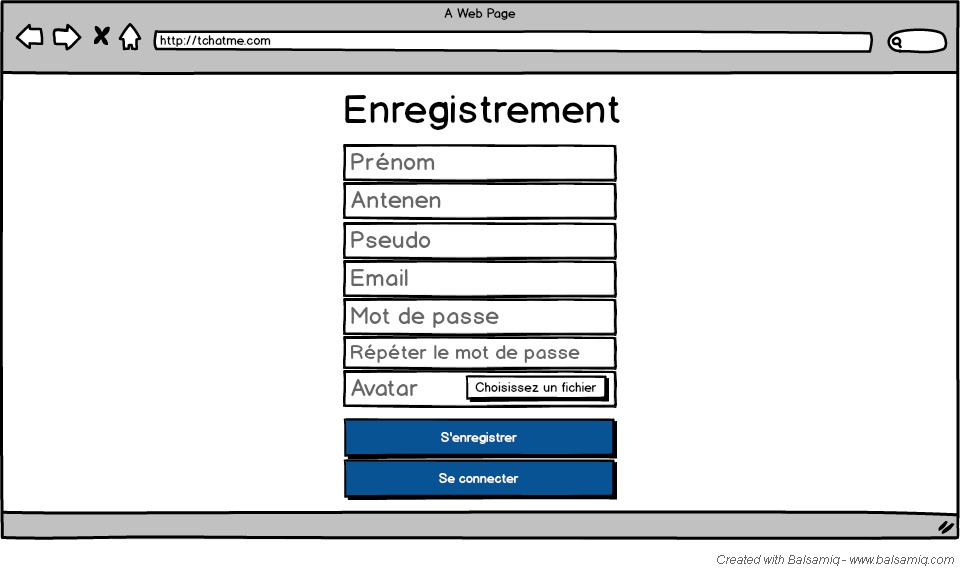 A Web Page
http://tchatme.com
Enregistrement
Prénom
Antenen
Pseudo
Email
Mot de passe
Répéter le mot de passe
Avatar Choisissez un fichier
S'enregistrer
Se connecter
Created with Balsamiq - www.balsamiq.com